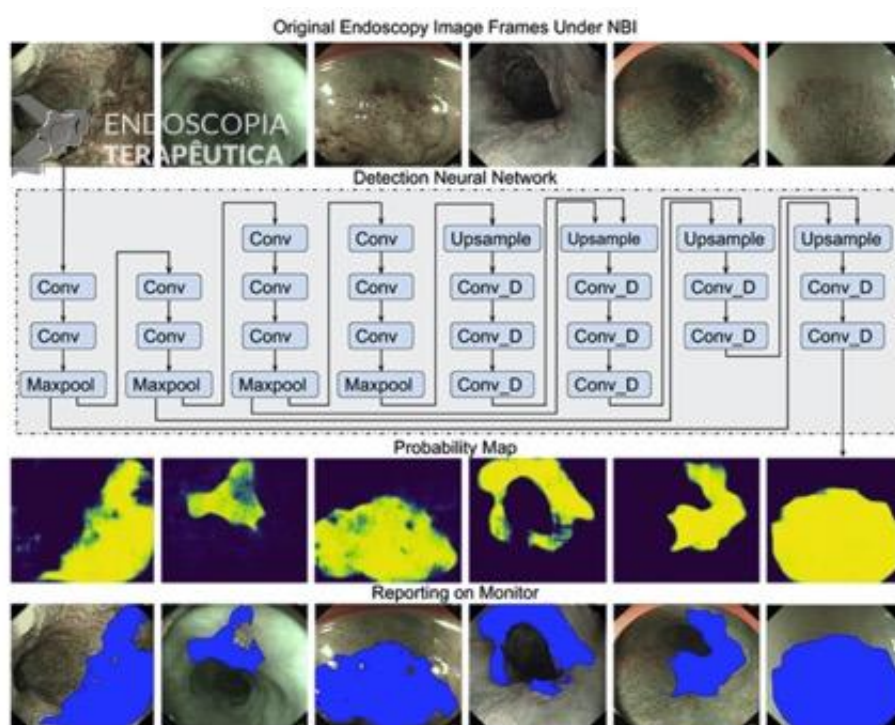 Original Endoscopy Image Frames Under NBI
ENDOSCOPIA
TERAPÊUTICA
Detection Neural Network
Conv Conv Upsample Upsample Upsample Upsample
Conv Conv Conv Conv Conv_D Conv_D Conv_D Conv_D
Conv Conv Conv Conv Conv_D Conv_D Conv_D Conv_D
Maxpool Maxpool Maxpool Maxpool Conv_D Conv_D
Probability Map
Reporting on Monitor